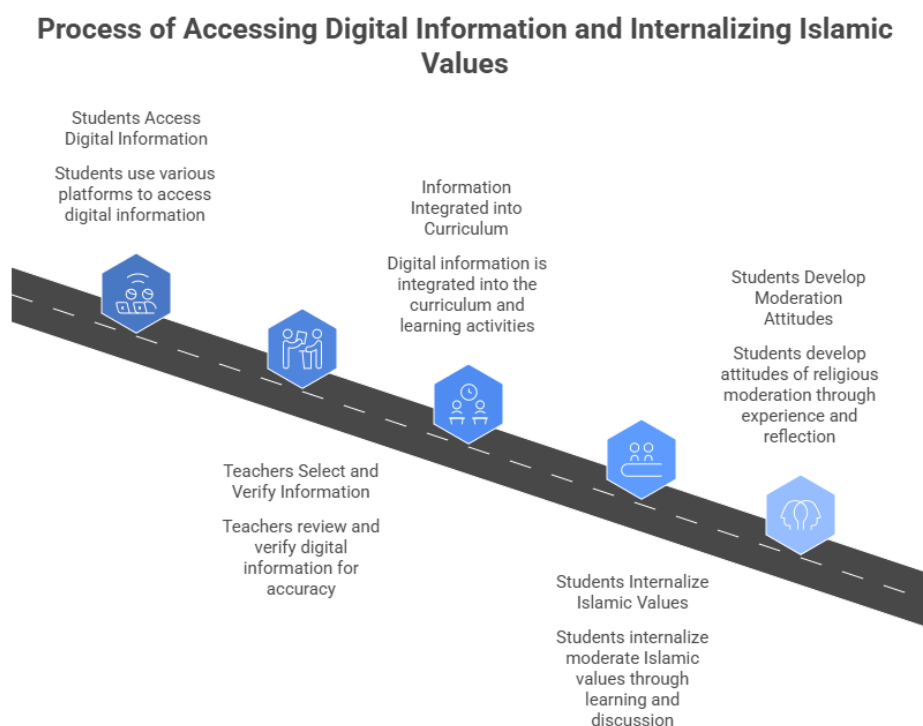 Process of Accessing Digital Information and Internalizing Islamic
Values
Students Access
Digital Information
Students use various
platforms to access
digital information
Teachers Select and
Verify Information
Teachers review and
verify digital
information for
accuracy
Information
Integrated into
Curriculum
Digital information is
integrated into the
curriculum and
learning activities
Students Internalize
Islamic Values
Students internalize
moderate Islamic
values through
learning and
discussion
Students Develop
Moderation
Attitudes
Students develop
attitudes of religious
moderation through
experience and
reflection